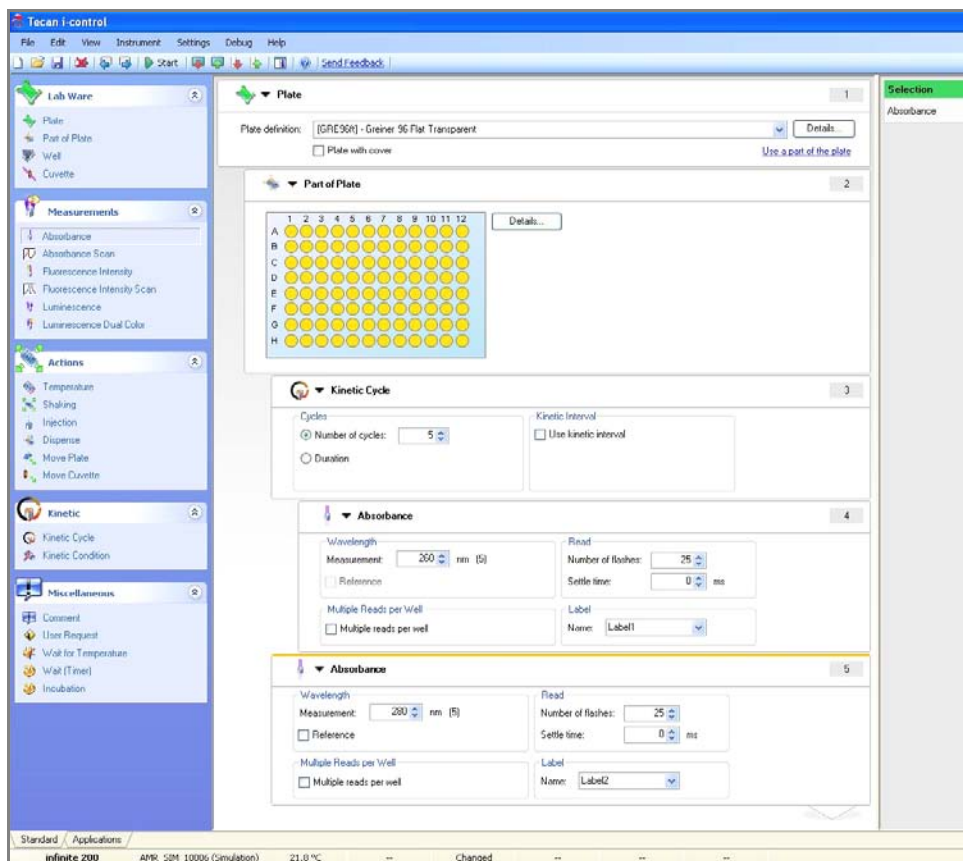 Tecan i-control
File Edit View Instrument Settings Debug Help
Start Send Feedback
Lab Ware
Plate
Part of Plate
Well
Cuvette
Measurements
Absorbance
Absorbance Scan
Fluorescence Intensity
Fluorescence Intensity Scan
Luminescence
Luminescence Dual Color
Actions
Temperature
Shaking
Injection
Dispense
Move Plate
Move Cuvette
Kinetic
Kinetic Cycle
Kinetic Condition
Miscellaneous
Comment
User Request
Wait for Temperature
Wait (Timer)
Incubation
Plate 1
Plate definition: [GRE96ft] - Greiner 96 Flat Transparent Details...
Plate with cover Use a part of the plate
Part of Plate 2
1 2 3 4 5 6 7 8 9 10 11 12 Details...
A
B
C
D
E
F
G
H
Kinetic Cycle 3
Cycles Kinetic Interval
Number of cycles: 5 Use kinetic interval
Duration
Absorbance 4
Wavelength Read
Measurement: 260 nm (5) Number of flashes: 25
Reference Settle time: 0 ms
Multiple Reads per Well Label
Multiple reads per well Name: Label1
Absorbance 5
Wavelength Read
Measurement: 280 nm (5) Number of flashes: 25
Reference Settle time: 0 ms
Multiple Reads per Well Label
Multiple reads per well Name: Label2
Selection
Absorbance
Standard Applications
infinite 200 AMR_SIM_10006 (Simulation) 21.8 °C -- Changed -- -- --